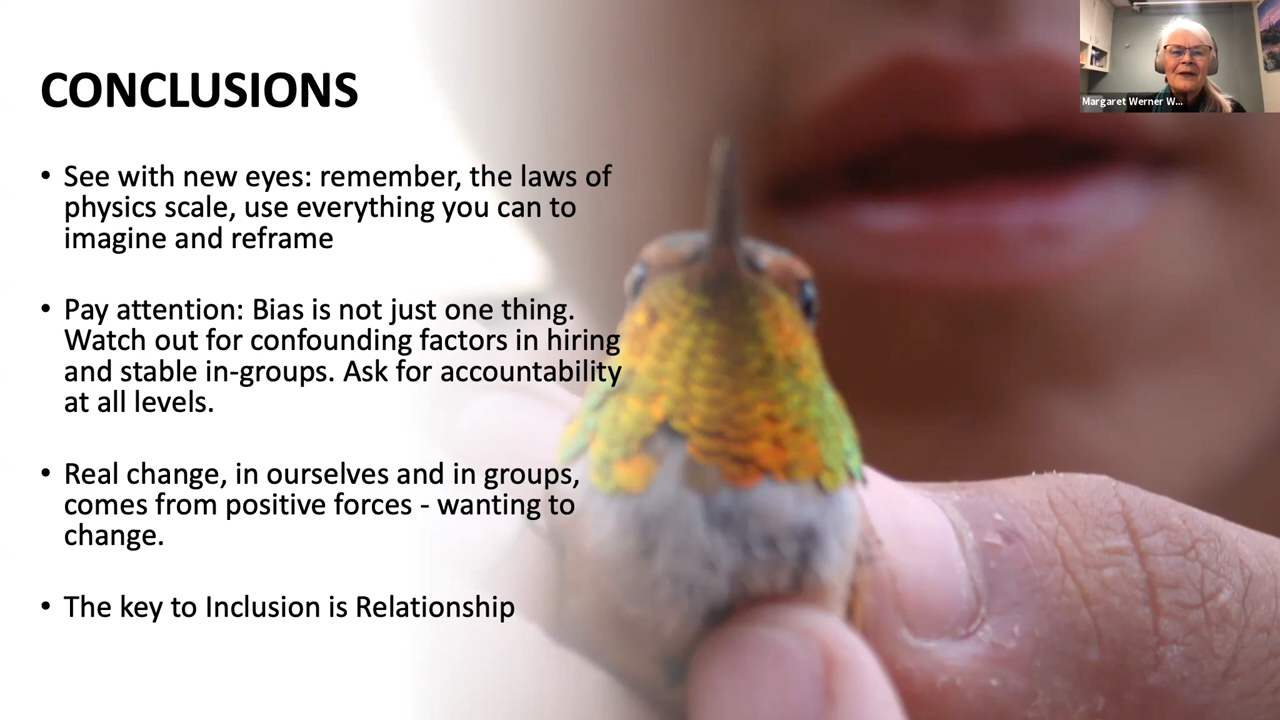 CONCLUSIONS
• See with new eyes: remember, the laws of
physics scale, use everything you can to
imagine and reframe
• Pay attention: Bias is not just one thing.
Watch out for confounding factors in hiring
and stable in-groups. Ask for accountability
at all levels.
• Real change, in ourselves and in groups,
comes from positive forces - wanting to
change.
• The key to Inclusion is Relationship
Margaret Werner W...